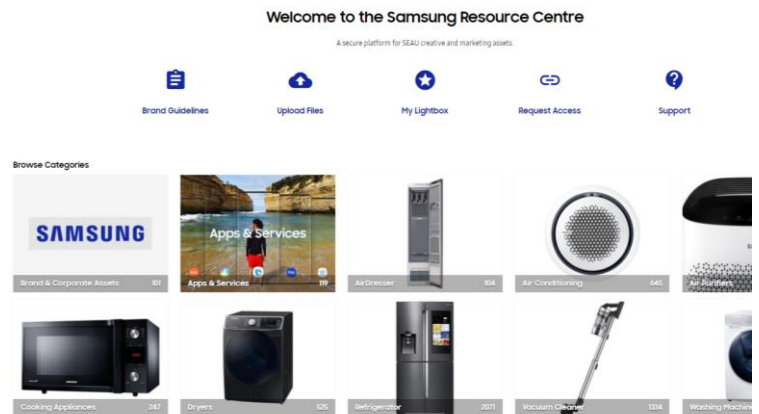 Welcome to the Samsung Resource Centre
A secure platform for SEAU creative and marketing assets.
Brand Guidelines
Upload Files
My Lightbox
Request Access
Support
Browse Categories
SAMSUNG
Apps & Services
Brand & Corporate Assets 101
Apps & Services 119
AirDresser 104
Air Conditioning 645
Air Purifiers
Cooking Appliances 247
Dryers 525
Refrigerator 2071
Vacuum Cleaner 1334
Washing Machine